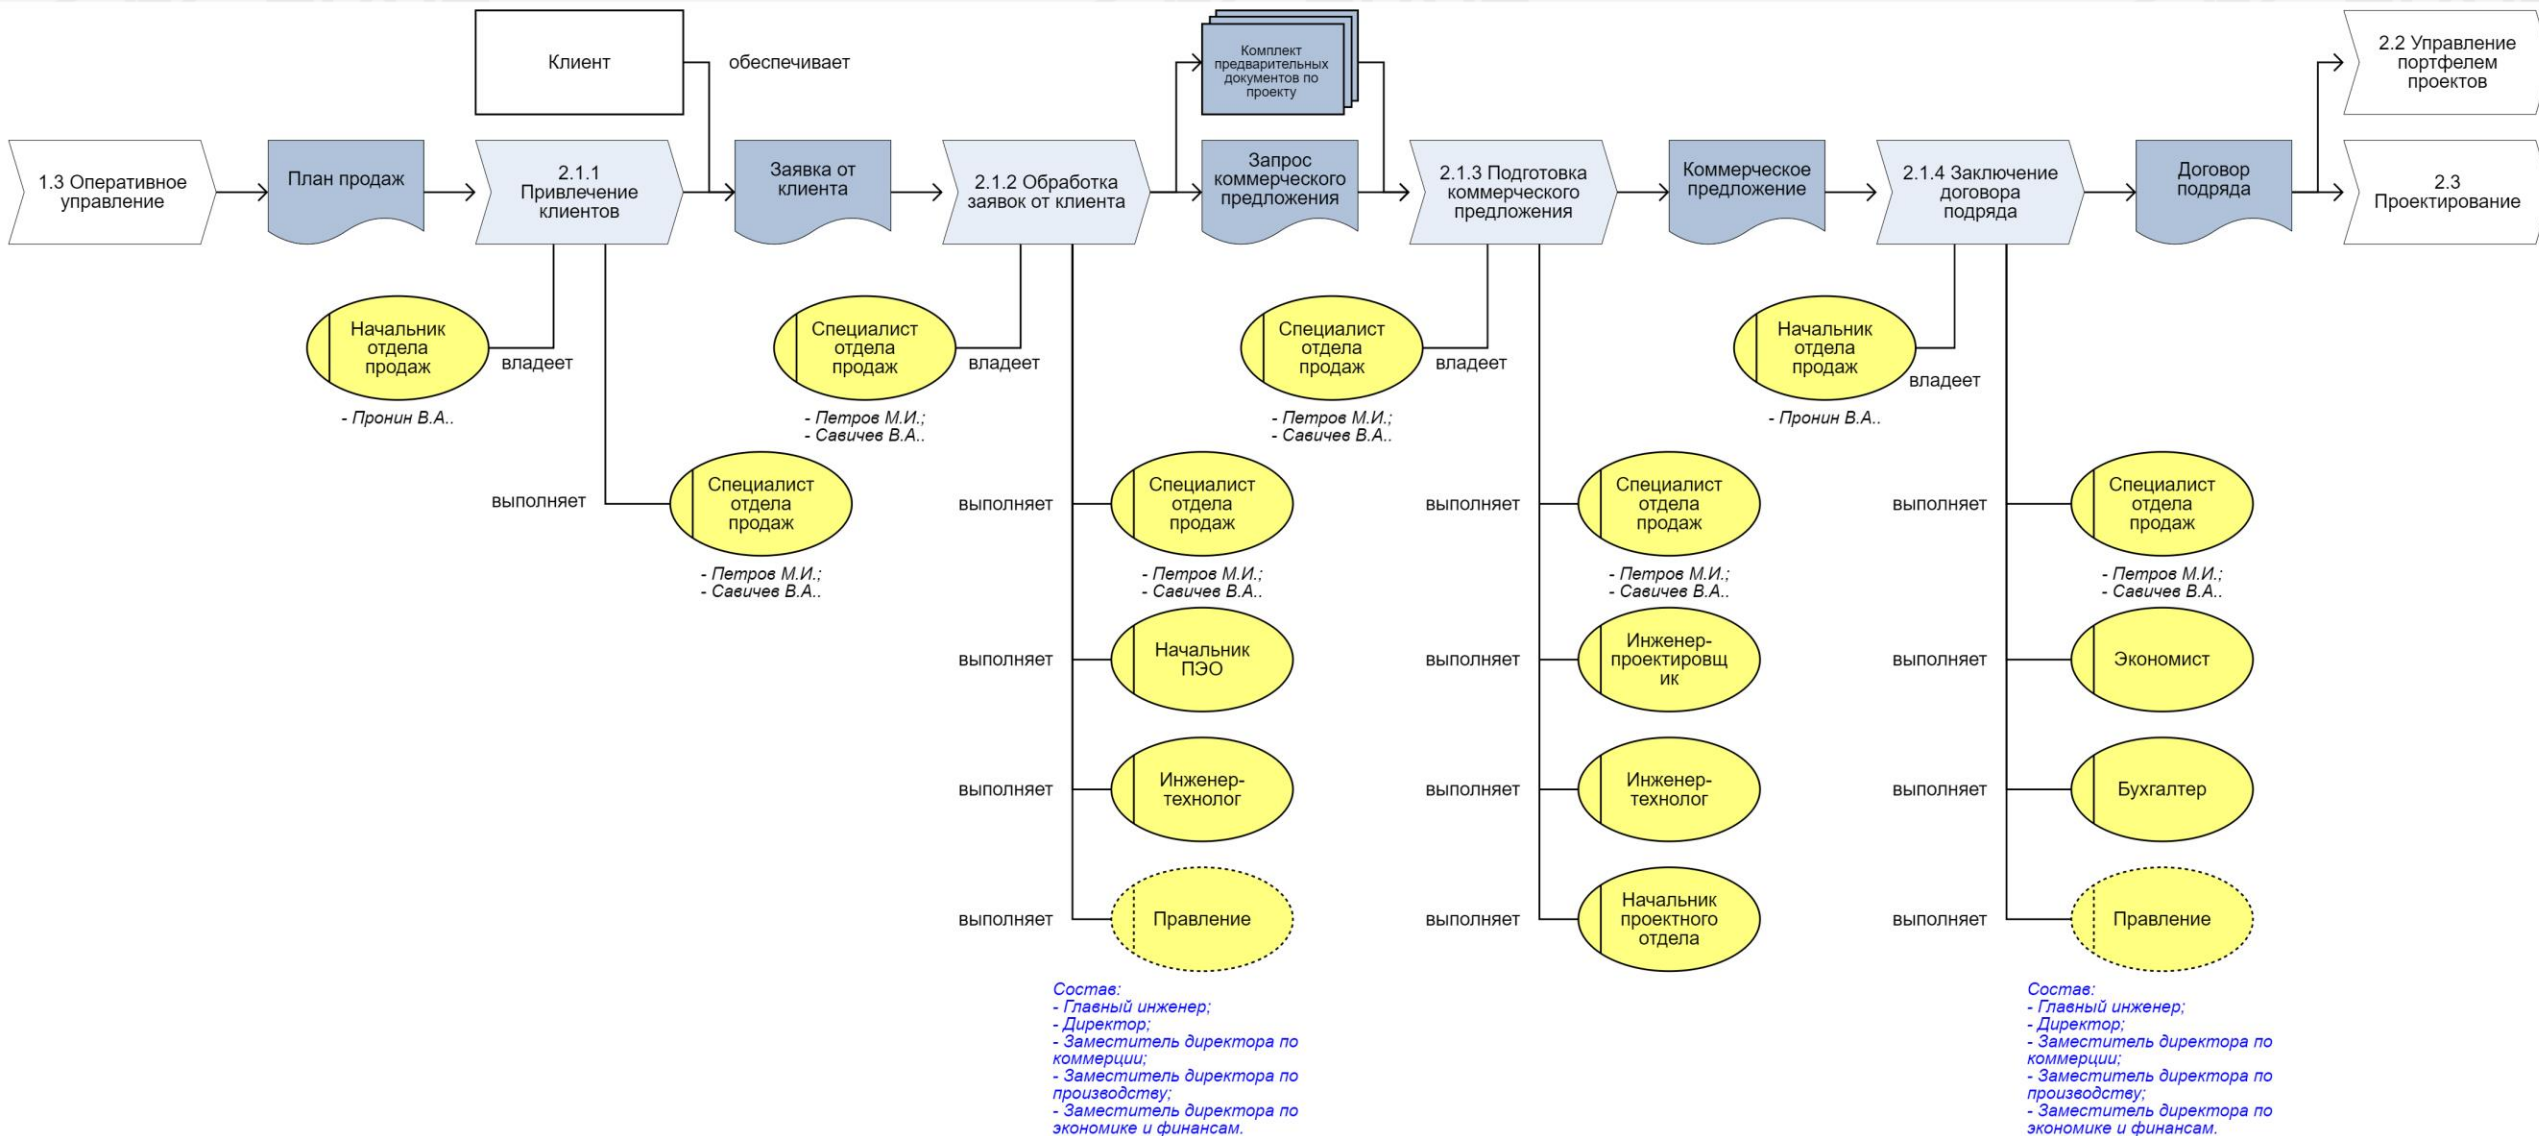 Клиент
обеспечивает
Комплект
предварительных
документов по
проекту
2.2 Управление
портфелем
проектов
1.3 Оперативное
управление
План продаж
2.1.1
Привлечение
клиентов
Заявка от
клиента
2.1.2 Обработка
заявок от клиента
Запрос
коммерческого
предложения
2.1.3 Подготовка
коммерческого
предложения
Коммерческое
предложение
2.1.4 Заключение
договора
подряда
Договор
подряда
2.3
Проектирование
Начальник
отдела
продаж
владеет
- Пронин В.А..
Специалист
отдела
продаж
владеет
- Петров М.И.;
- Савичев В.А..
Специалист
отдела
продаж
владеет
- Петров М.И.;
- Савичев В.А..
Начальник
отдела
продаж
владеет
- Пронин В.А..
выполняет
Специалист
отдела
продаж
- Петров М.И.;
- Савичев В.А..
выполняет
Специалист
отдела
продаж
- Петров М.И.;
- Савичев В.А..
выполняет
Специалист
отдела
продаж
- Петров М.И.;
- Савичев В.А..
выполняет
Специалист
отдела
продаж
- Петров М.И.;
- Савичев В.А..
выполняет
Начальник
ПЭО
выполняет
Инженер-
проектировщ
ик
выполняет
Экономист
выполняет
Инженер-
технолог
выполняет
Инженер-
технолог
выполняет
Бухгалтер
выполняет
Правление
выполняет
Начальник
проектного
отдела
выполняет
Правление
Состав:
- Главный инженер;
- Директор;
- Заместитель директора по
коммерции;
- Заместитель директора по
производству;
- Заместитель директора по
экономике и финансам.
Состав:
- Главный инженер;
- Директор;
- Заместитель директора по
коммерции;
- Заместитель директора по
производству;
- Заместитель директора по
экономике и финансам.